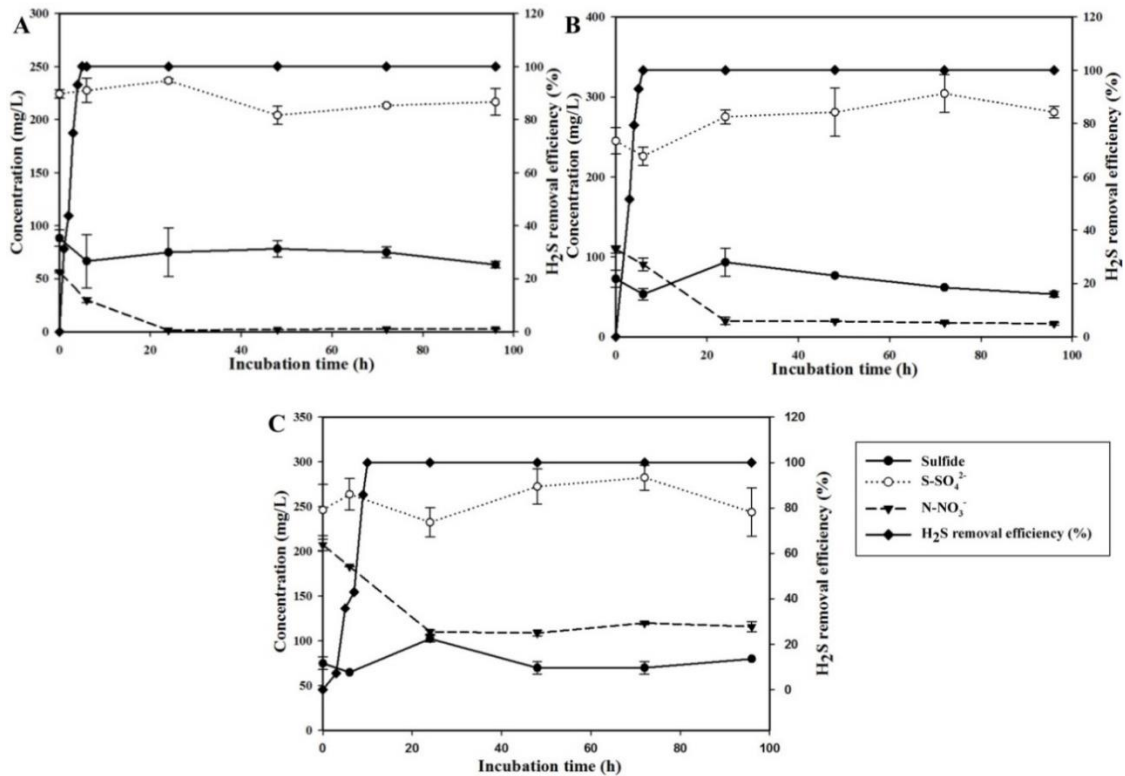 A
Concentration (mg/L)
300
250
200
150
100
50
0
0 20 40 60 80 100
Incubation time (h)
120
100
80
60
40
20
0
H2S removal efficiency (%)
B
Concentration (mg/L)
400
300
200
100
0
0 20 40 60 80 100
Incubation time (h)
120
100
80
60
40
20
0
H2S removal efficiency (%)
C
Concentration (mg/L)
350
300
250
200
150
100
50
0
0 20 40 60 80 100
Incubation time (h)
120
100
80
60
40
20
0
H2S removal efficiency (%)
Sulfide
S-SO4^2-
N-NO3^-
H2S removal efficiency (%)